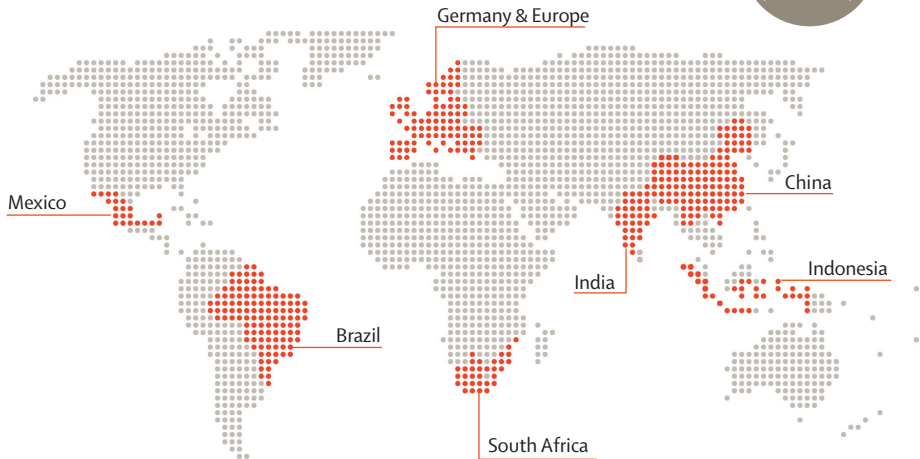 Germany & Europe
China
Mexico
Indonesia
India
Brazil
South Africa